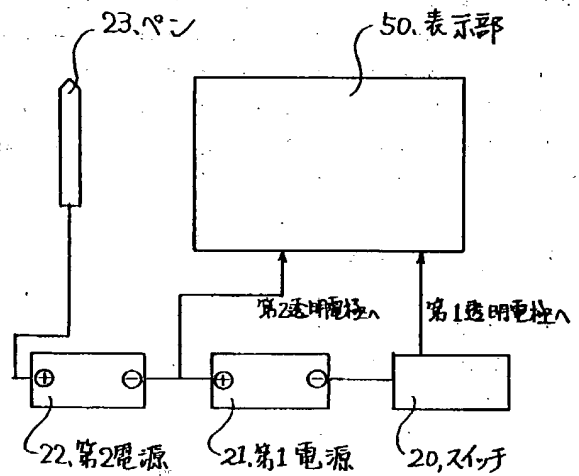 23.ペン
50.表示部
第2透明電極へ
第1透明電極へ
⊕
⊖
⊕
⊖
22.第2電源
21.第1電源
20,スイッチ